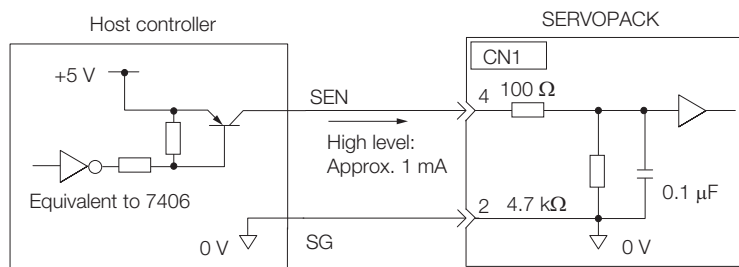 Host controller
SERVOPACK
+5 V
SEN
High level:
Approx. 1 mA
Equivalent to 7406
0 V
SG
CN1
4
100 Ω
2
4.7 kΩ
0.1 μF
0 V